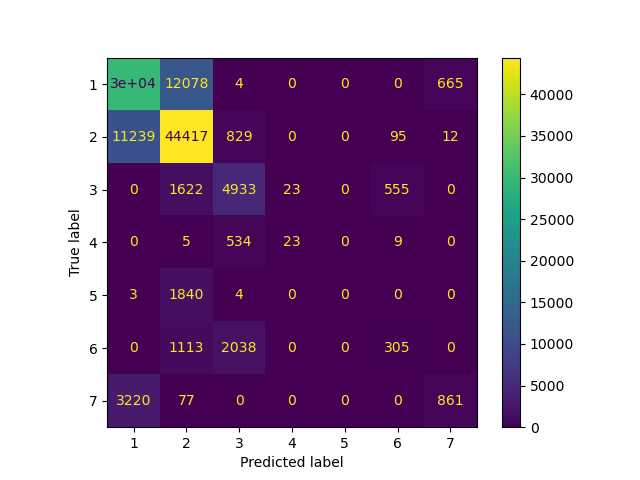 1 3e+04 12078 4 0 0 0 665
2 11239 44417 829 0 0 95 12
3 0 1622 4933 23 0 555 0
True label
4 0 5 534 23 0 9 0
5 3 1840 4 0 0 0 0
6 0 1113 2038 0 0 305 0
7 3220 77 0 0 0 0 861
1 2 3 4 5 6 7
Predicted label
40000
35000
30000
25000
20000
15000
10000
5000
0